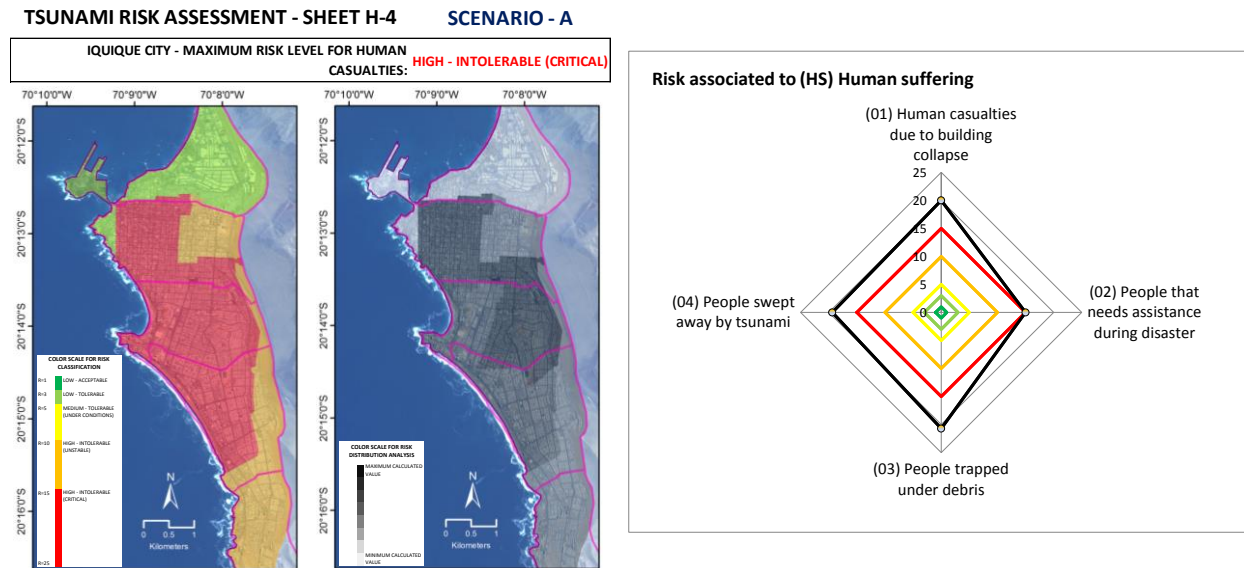 TSUNAMI RISK ASSESSMENT - SHEET H-4 SCENARIO - A
IQUIQUE CITY - MAXIMUM RISK LEVEL FOR HUMAN
CASUALTIES: HIGH - INTOLERABLE (CRITICAL)
70°10'0"W 70°9'0"W 70°8'0"W
20°12'0"S
20°13'0"S
20°14'0"S
20°15'0"S
20°16'0"S
COLOR SCALE FOR RISK
CLASSIFICATION
R=1 LOW - ACCEPTABLE
R=3 LOW - TOLERABLE
R=5 MEDIUM - TOLERABLE
(UNDER CONDITIONS)
R=10 HIGH - INTOLERABLE
(UNSTABLE)
R=15 HIGH - INTOLERABLE
(CRITICAL)
R=25
N
0 0.5 1
Kilometers
70°10'0"W 70°9'0"W 70°8'0"W
20°12'0"S
20°13'0"S
20°14'0"S
20°15'0"S
20°16'0"S
COLOR SCALE FOR RISK
DISTRIBUTION ANALYSIS
MAXIMUM CALCULATED
VALUE
MINIMUM CALCULATED
VALUE
N
0 0.5 1
Kilometers
Risk associated to (HS) Human suffering
(01) Human casualties
due to building
collapse
25
20
15
10
5
0
(02) People that
needs assistance
during disaster
(03) People trapped
under debris
(04) People swept
away by tsunami